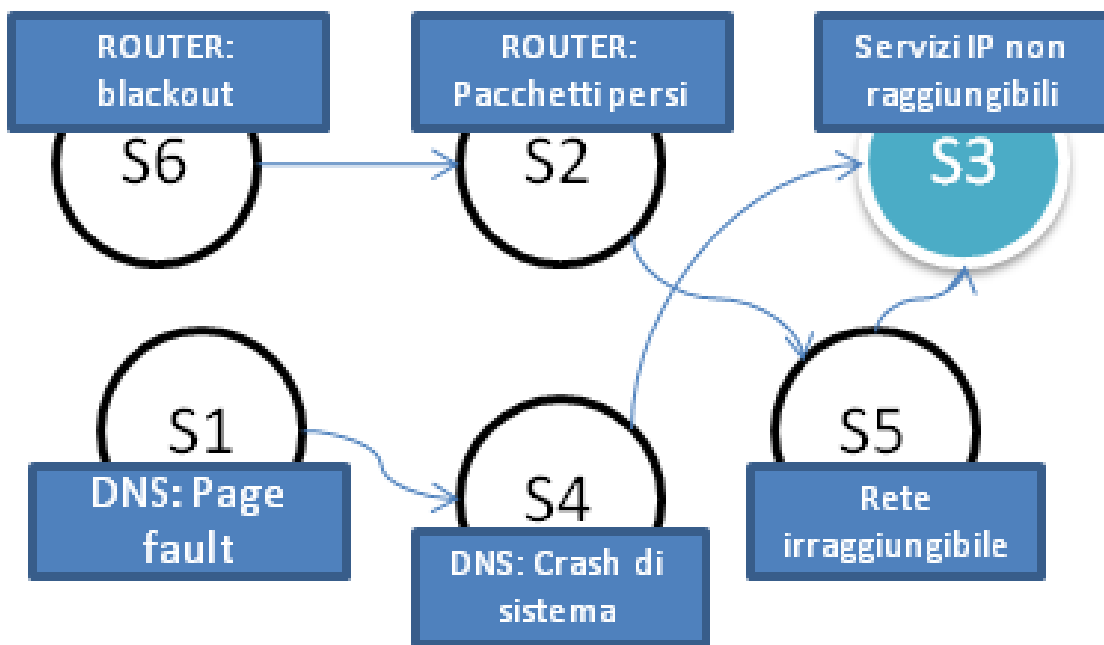 ROUTER:
blackout
S6
ROUTER:
Pacchetti persi
S2
Servizi IP non
raggiungibili
S3
S1
DNS: Page
fault
S4
DNS: Crash di
sistema
S5
Rete
irraggiungibile